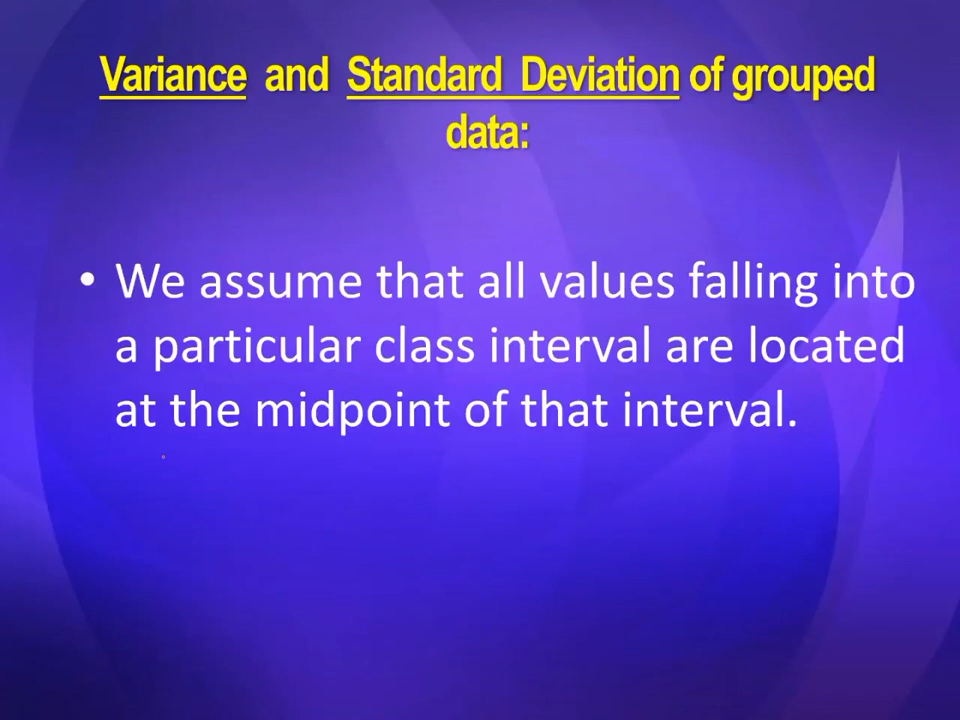 Variance and Standard Deviation of grouped
data:
• We assume that all values falling into
a particular class interval are located
at the midpoint of that interval.